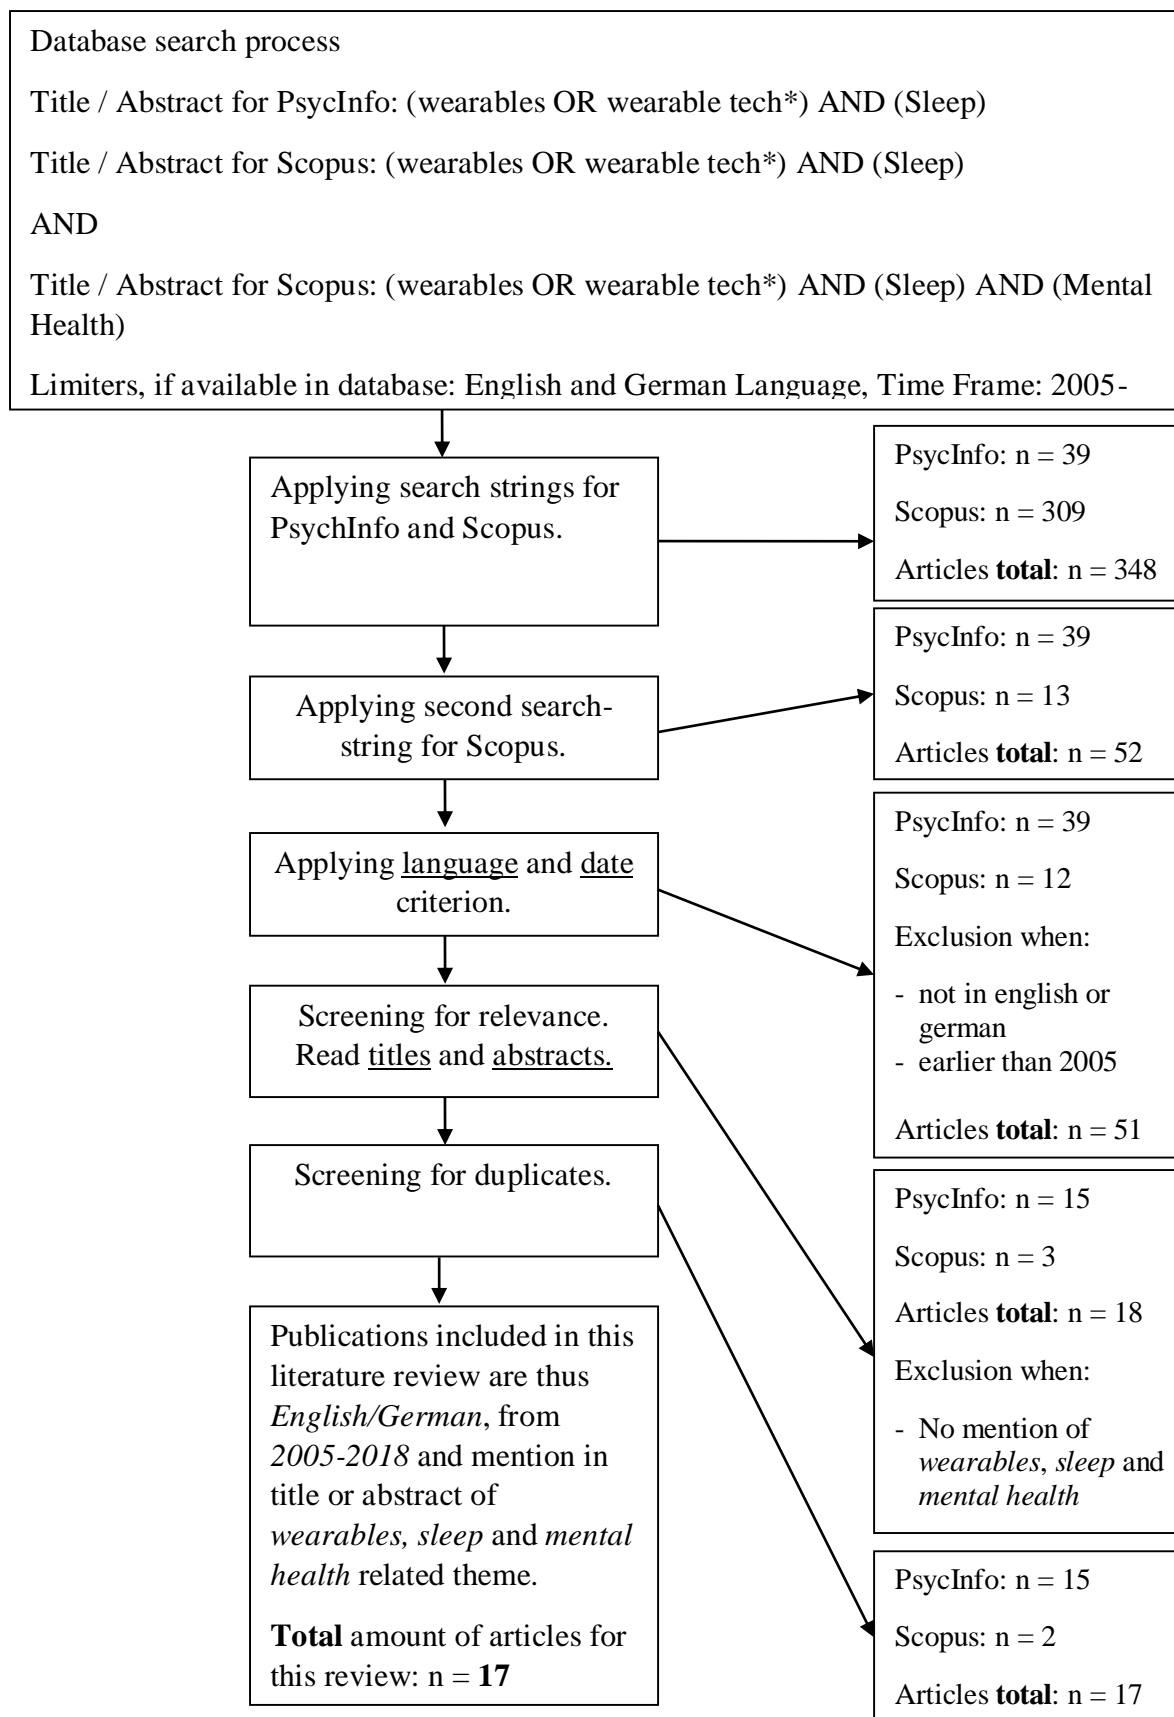 Database search process
Title / Abstract for PsycInfo: (wearables OR wearable tech*) AND (Sleep)
Title / Abstract for Scopus: (wearables OR wearable tech*) AND (Sleep)
AND
Title / Abstract for Scopus: (wearables OR wearable tech*) AND (Sleep) AND (Mental
Health)
Limiters, if available in database: English and German Language, Time Frame: 2005-
Applying search strings for
PsychInfo and Scopus.
PsycInfo: n = 39
Scopus: n = 309
Articles total: n = 348
Applying second search-
string for Scopus.
PsycInfo: n = 39
Scopus: n = 13
Articles total: n = 52
Applying language and date
criterion.
PsycInfo: n = 39
Scopus: n = 12
Exclusion when:
- not in english or
german
- earlier than 2005
Articles total: n = 51
Screening for relevance.
Read titles and abstracts.
PsycInfo: n = 15
Scopus: n = 3
Articles total: n = 18
Exclusion when:
- No mention of
wearables, sleep and
mental health
Screening for duplicates.
PsycInfo: n = 15
Scopus: n = 2
Articles total: n = 17
Publications included in this
literature review are thus
English/German, from
2005-2018 and mention in
title or abstract of
wearables, sleep and mental
health related theme.
Total amount of articles for
this review: n = 17